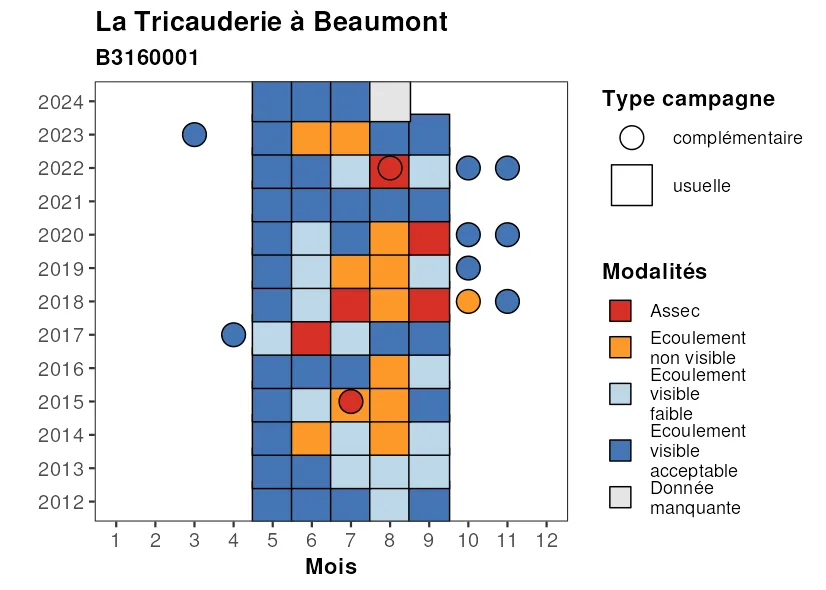 La Tricauderie à Beaumont
B3160001
2024
2023
2022
2021
2020
2019
2018
2017
2016
2015
2014
2013
2012
1 2 3 4 5 6 7 8 9 10 11 12
Mois
Type campagne
complémentaire
usuelle
Modalités
Assec
Ecoulement
non visible
Ecoulement
visible
faible
Ecoulement
visible
acceptable
Donnée
manquante